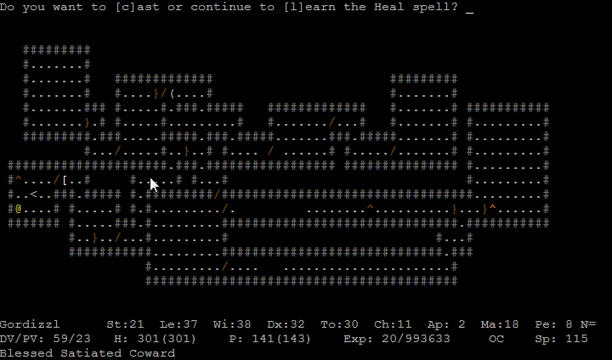 Do you want to [c]ast or continue to [l]earn the Heal spell? _
Gordizzl St:21 Le:37 Wi:38 Dx:32 To:30 Ch:11 Ap: 2 Ma:18 Pe: 8 N=
DV/PV: 59/23 H: 301(301) P: 141(143) Exp: 20/993633 OC Sp: 115
Blessed Satiated Coward